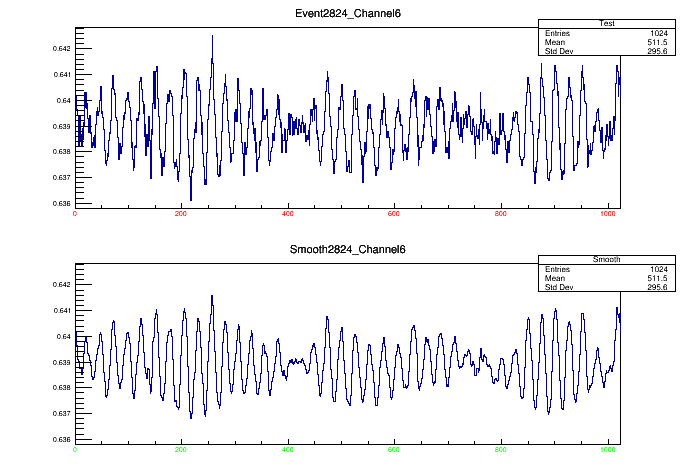 Event2824_Channel6
Test
Entries 1024
Mean 511.5
Std Dev 295.6
0.642
0.641
0.64
0.639
0.638
0.637
0.636
0 200 400 600 800 1000
Smooth2824_Channel6
Smooth
Entries 1024
Mean 511.5
Std Dev 295.6
0.642
0.641
0.64
0.639
0.638
0.637
0.636
0 200 400 600 800 1000